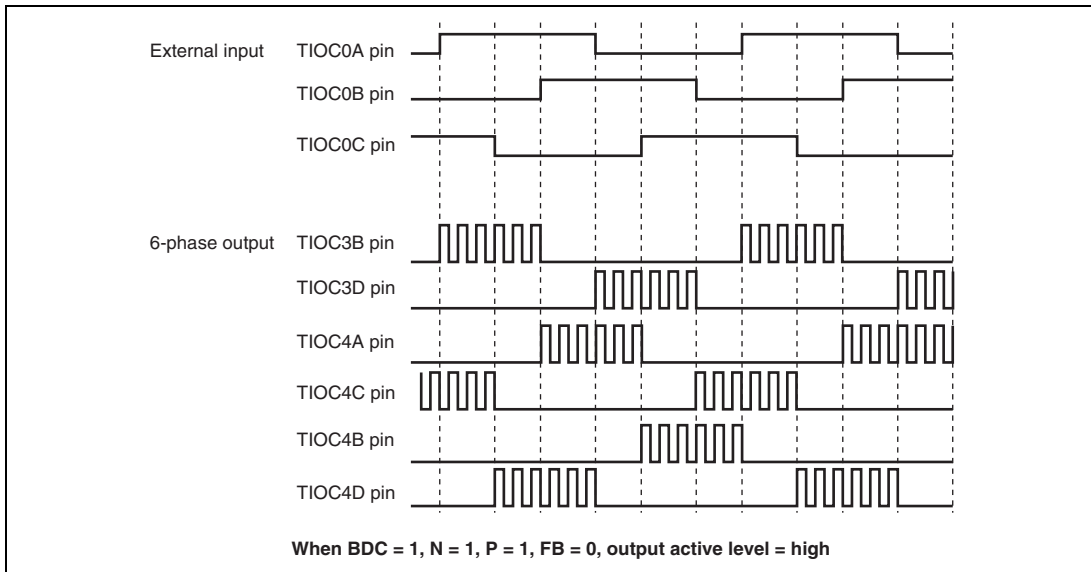 External input TIOC0A pin
TIOC0B pin
TIOC0C pin
6-phase output TIOC3B pin
TIOC3D pin
TIOC4A pin
TIOC4C pin
TIOC4B pin
TIOC4D pin
When BDC = 1, N = 1, P = 1, FB = 0, output active level = high